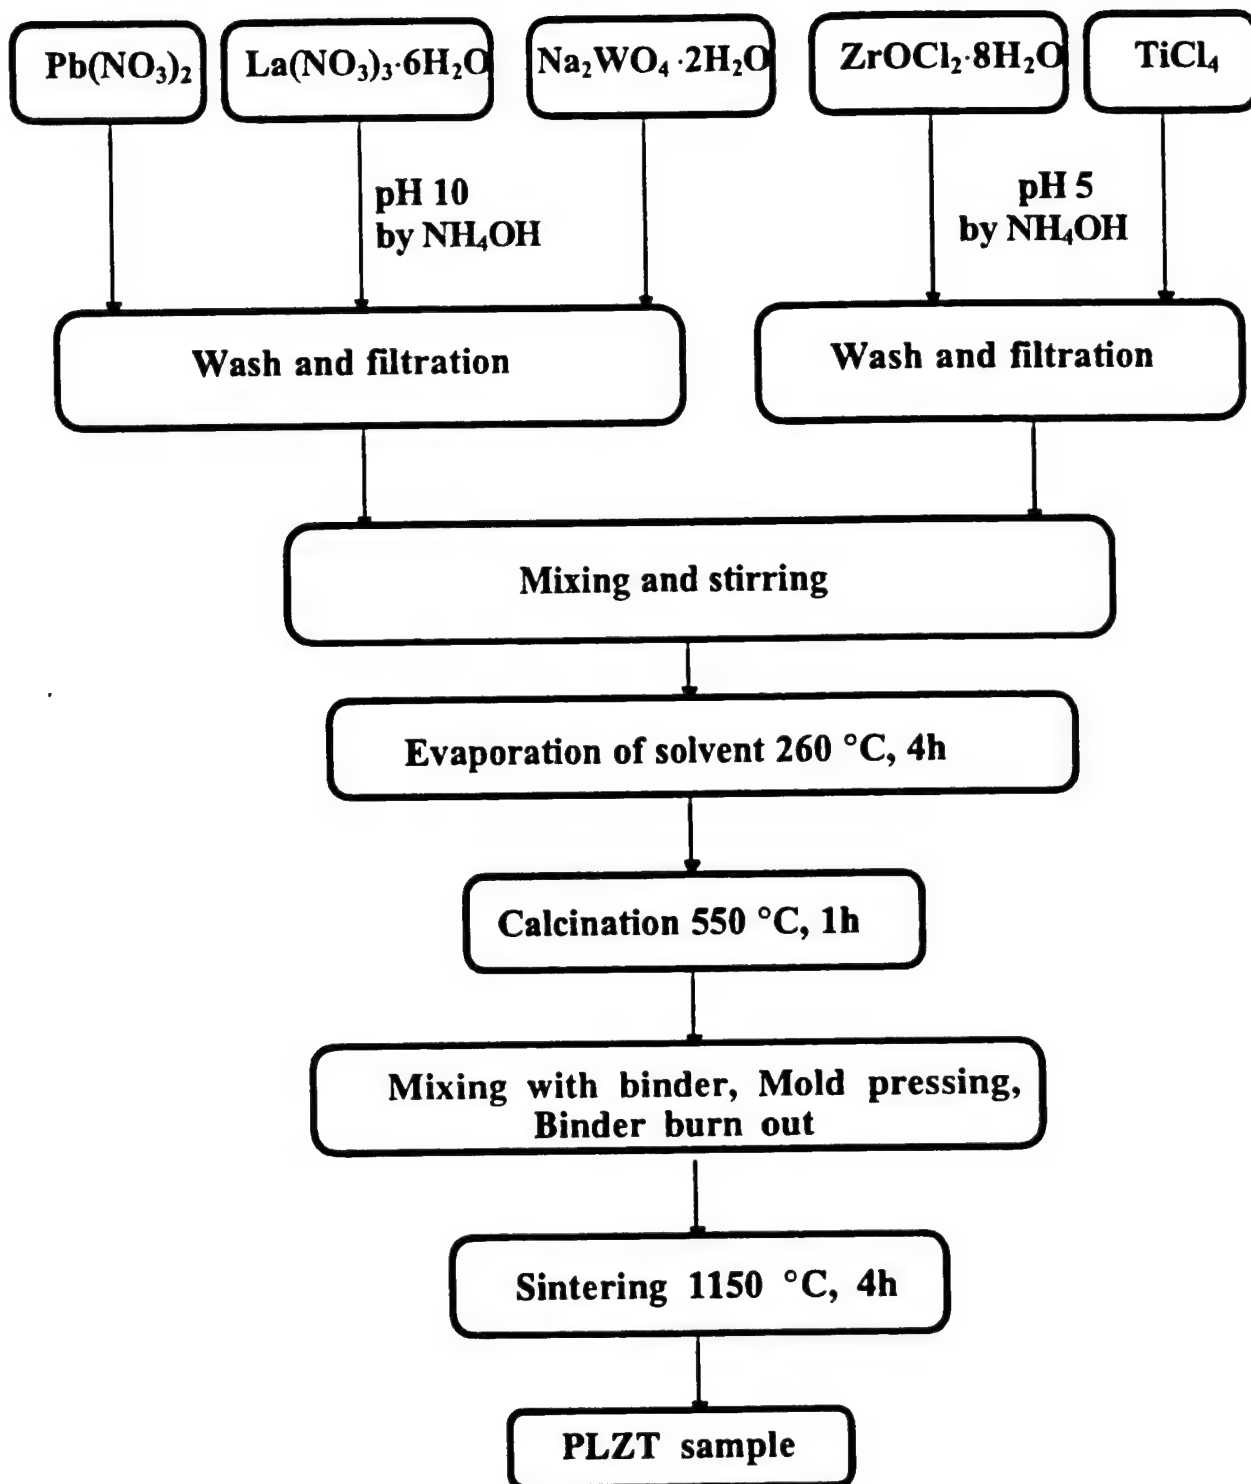 Pb(NO₃)₂
La(NO₃)₃·6H₂O
Na₂WO₄·2H₂O
ZrOCl₂·8H₂O
TiCl₄
pH 10
by NH₄OH
pH 5
by NH₄OH
Wash and filtration
Wash and filtration
Mixing and stirring
Evaporation of solvent 260 °C, 4h
Calcination 550 °C, 1h
Mixing with binder, Mold pressing,
Binder burn out
Sintering 1150 °C, 4h
PLZT sample